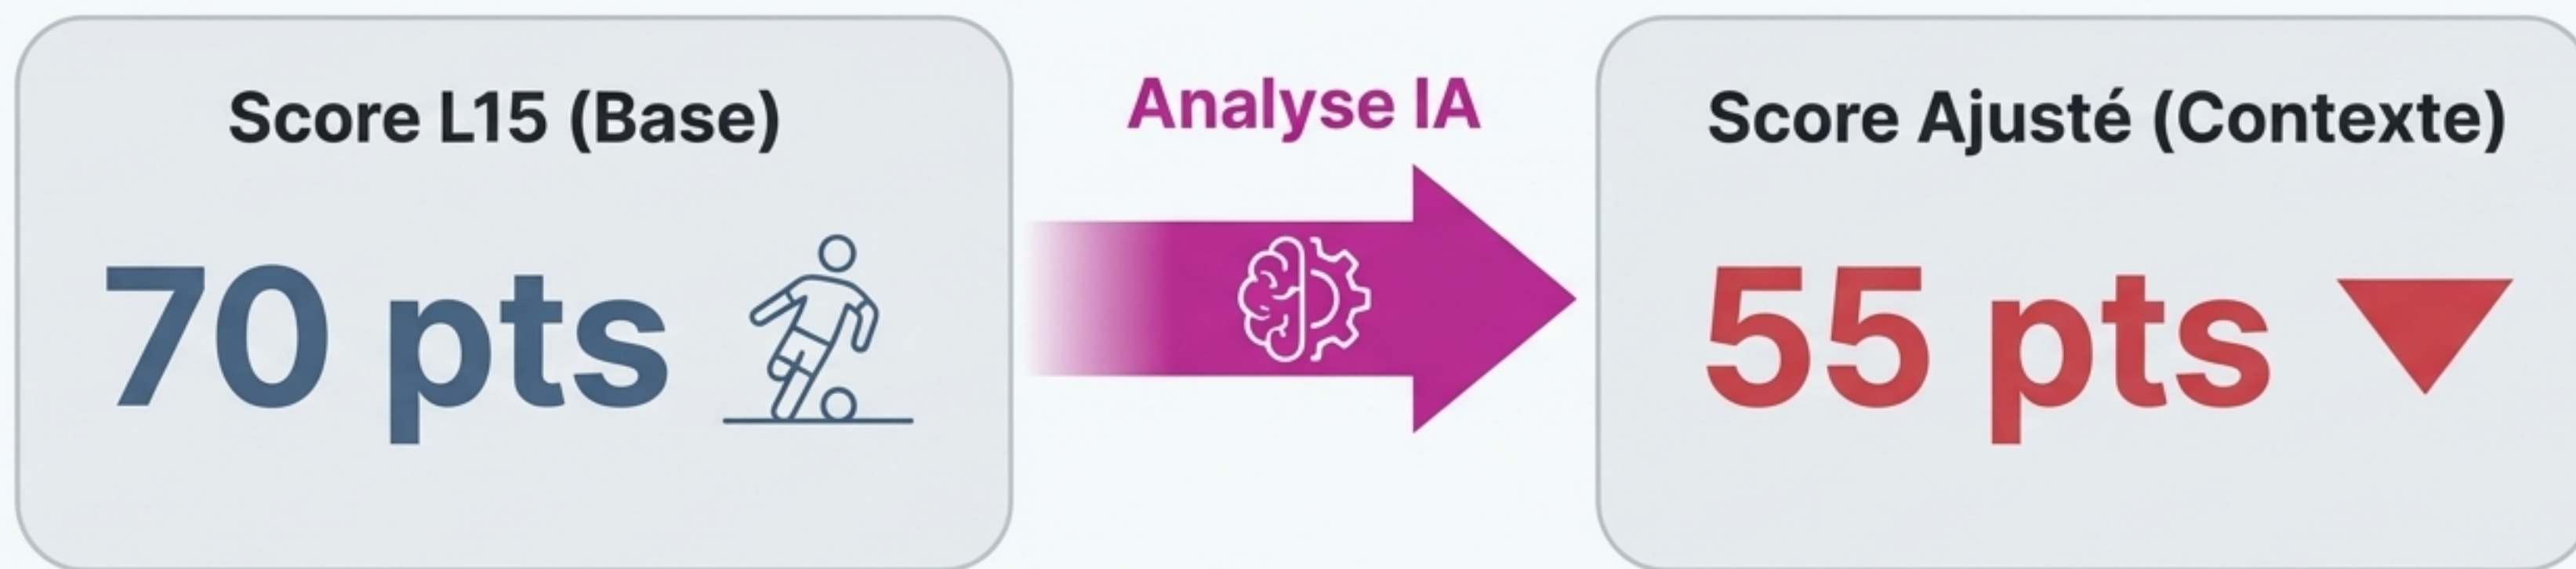 Score L15 (Base)
70 pts
Analyse IA
Score Ajusté (Contexte)
55 pts